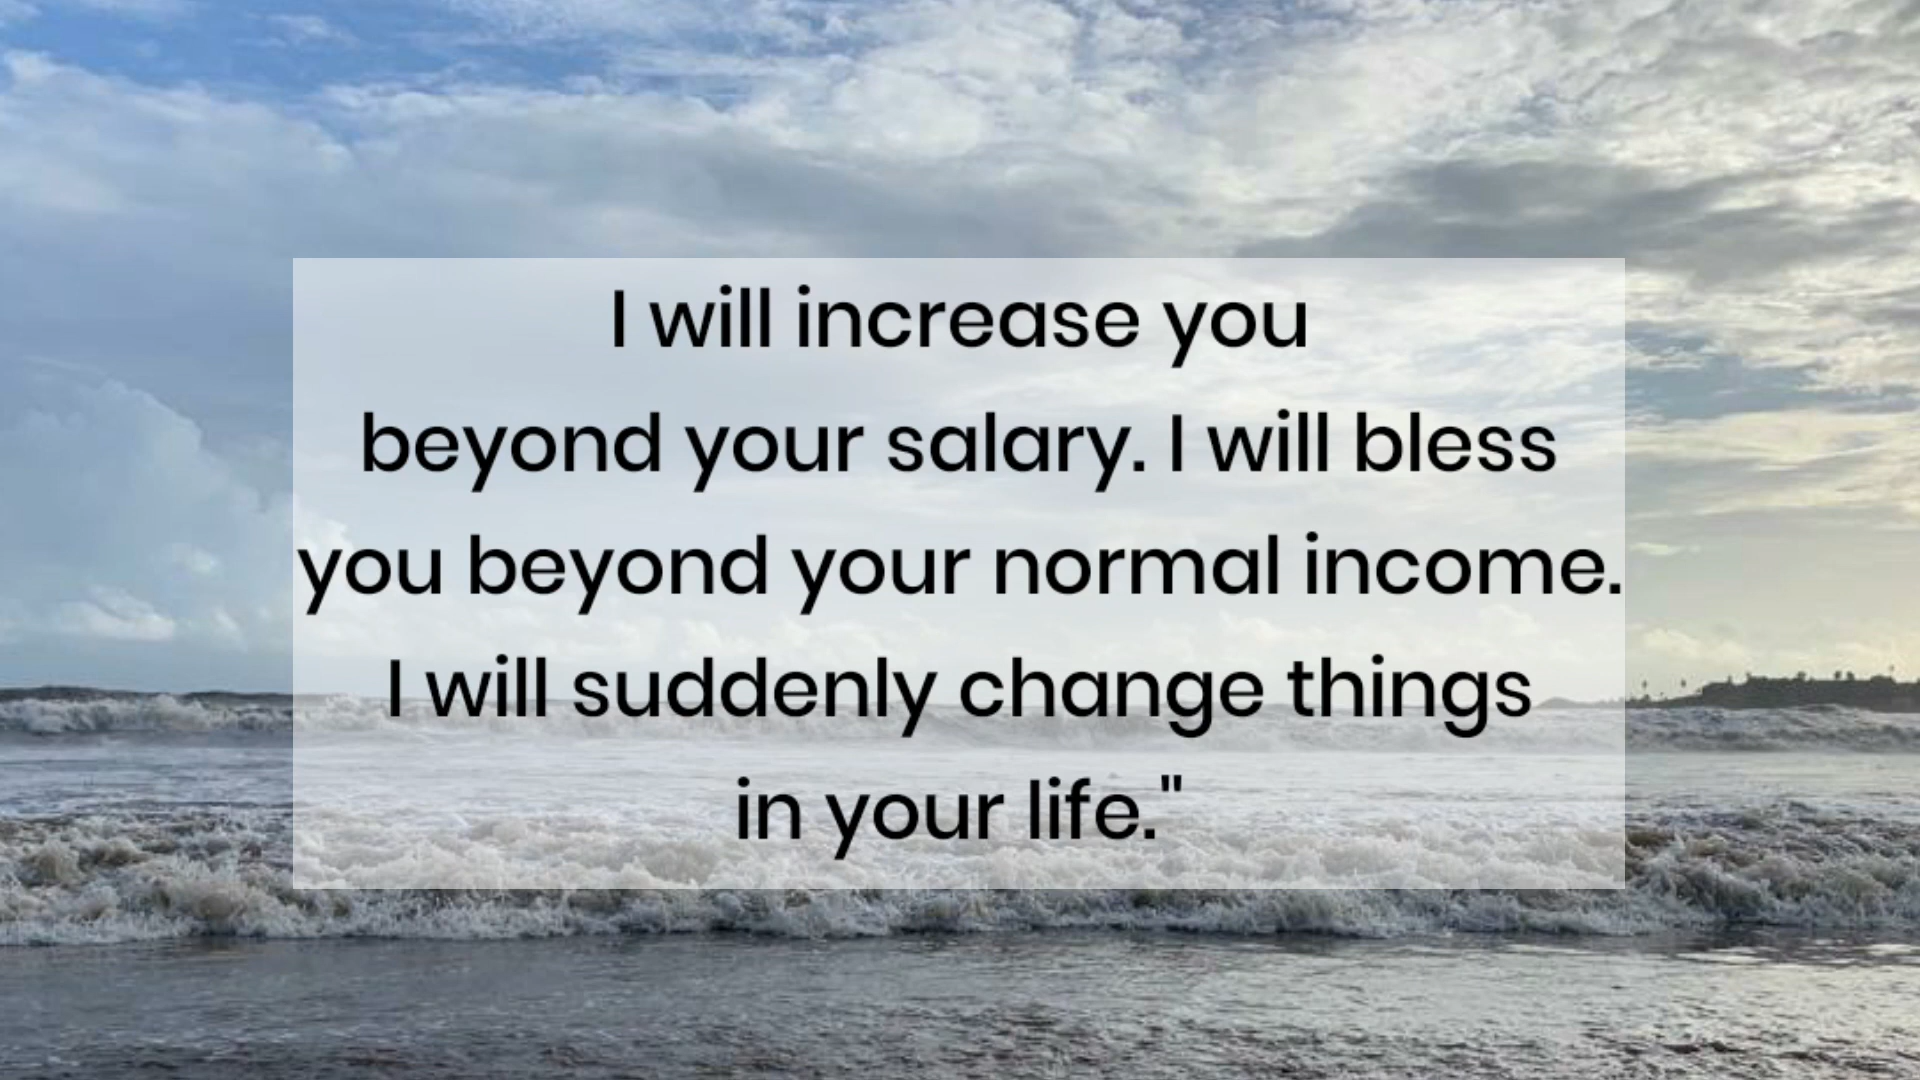 I will increase you
beyond your salary. I will bless
you beyond your normal income.
I will suddenly change things
in your life."